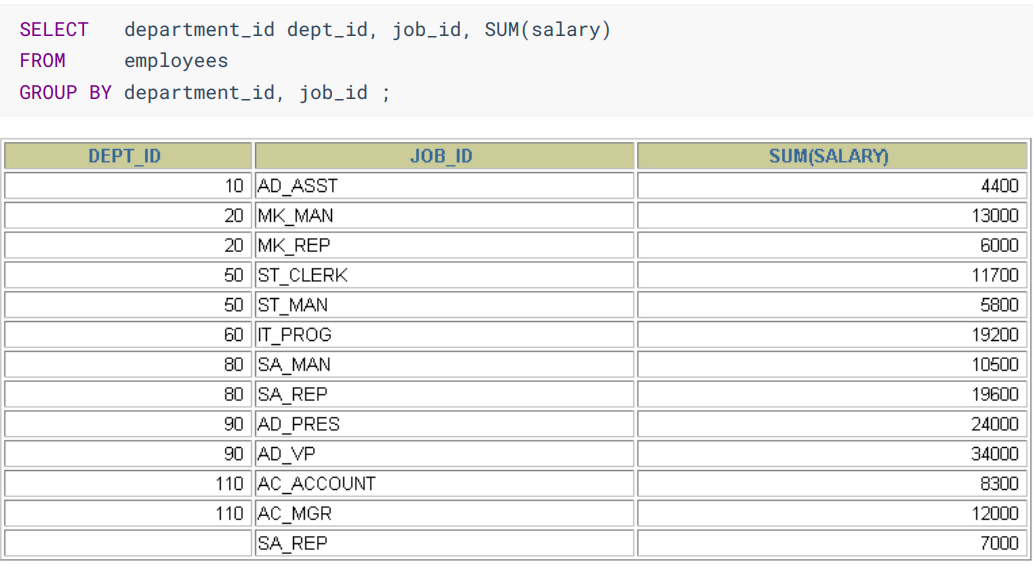 SELECT department_id dept_id, job_id, SUM(salary)
FROM employees
GROUP BY department_id, job_id ;
DEPT_ID JOB_ID SUM(SALARY)
10 AD_ASST 4400
20 MK_MAN 13000
20 MK_REP 6000
50 ST_CLERK 11700
50 ST_MAN 5800
60 IT_PROG 19200
80 SA_MAN 10500
80 SA_REP 19600
90 AD_PRES 24000
90 AD_VP 34000
110 AC_ACCOUNT 8300
110 AC_MGR 12000
SA_REP 7000